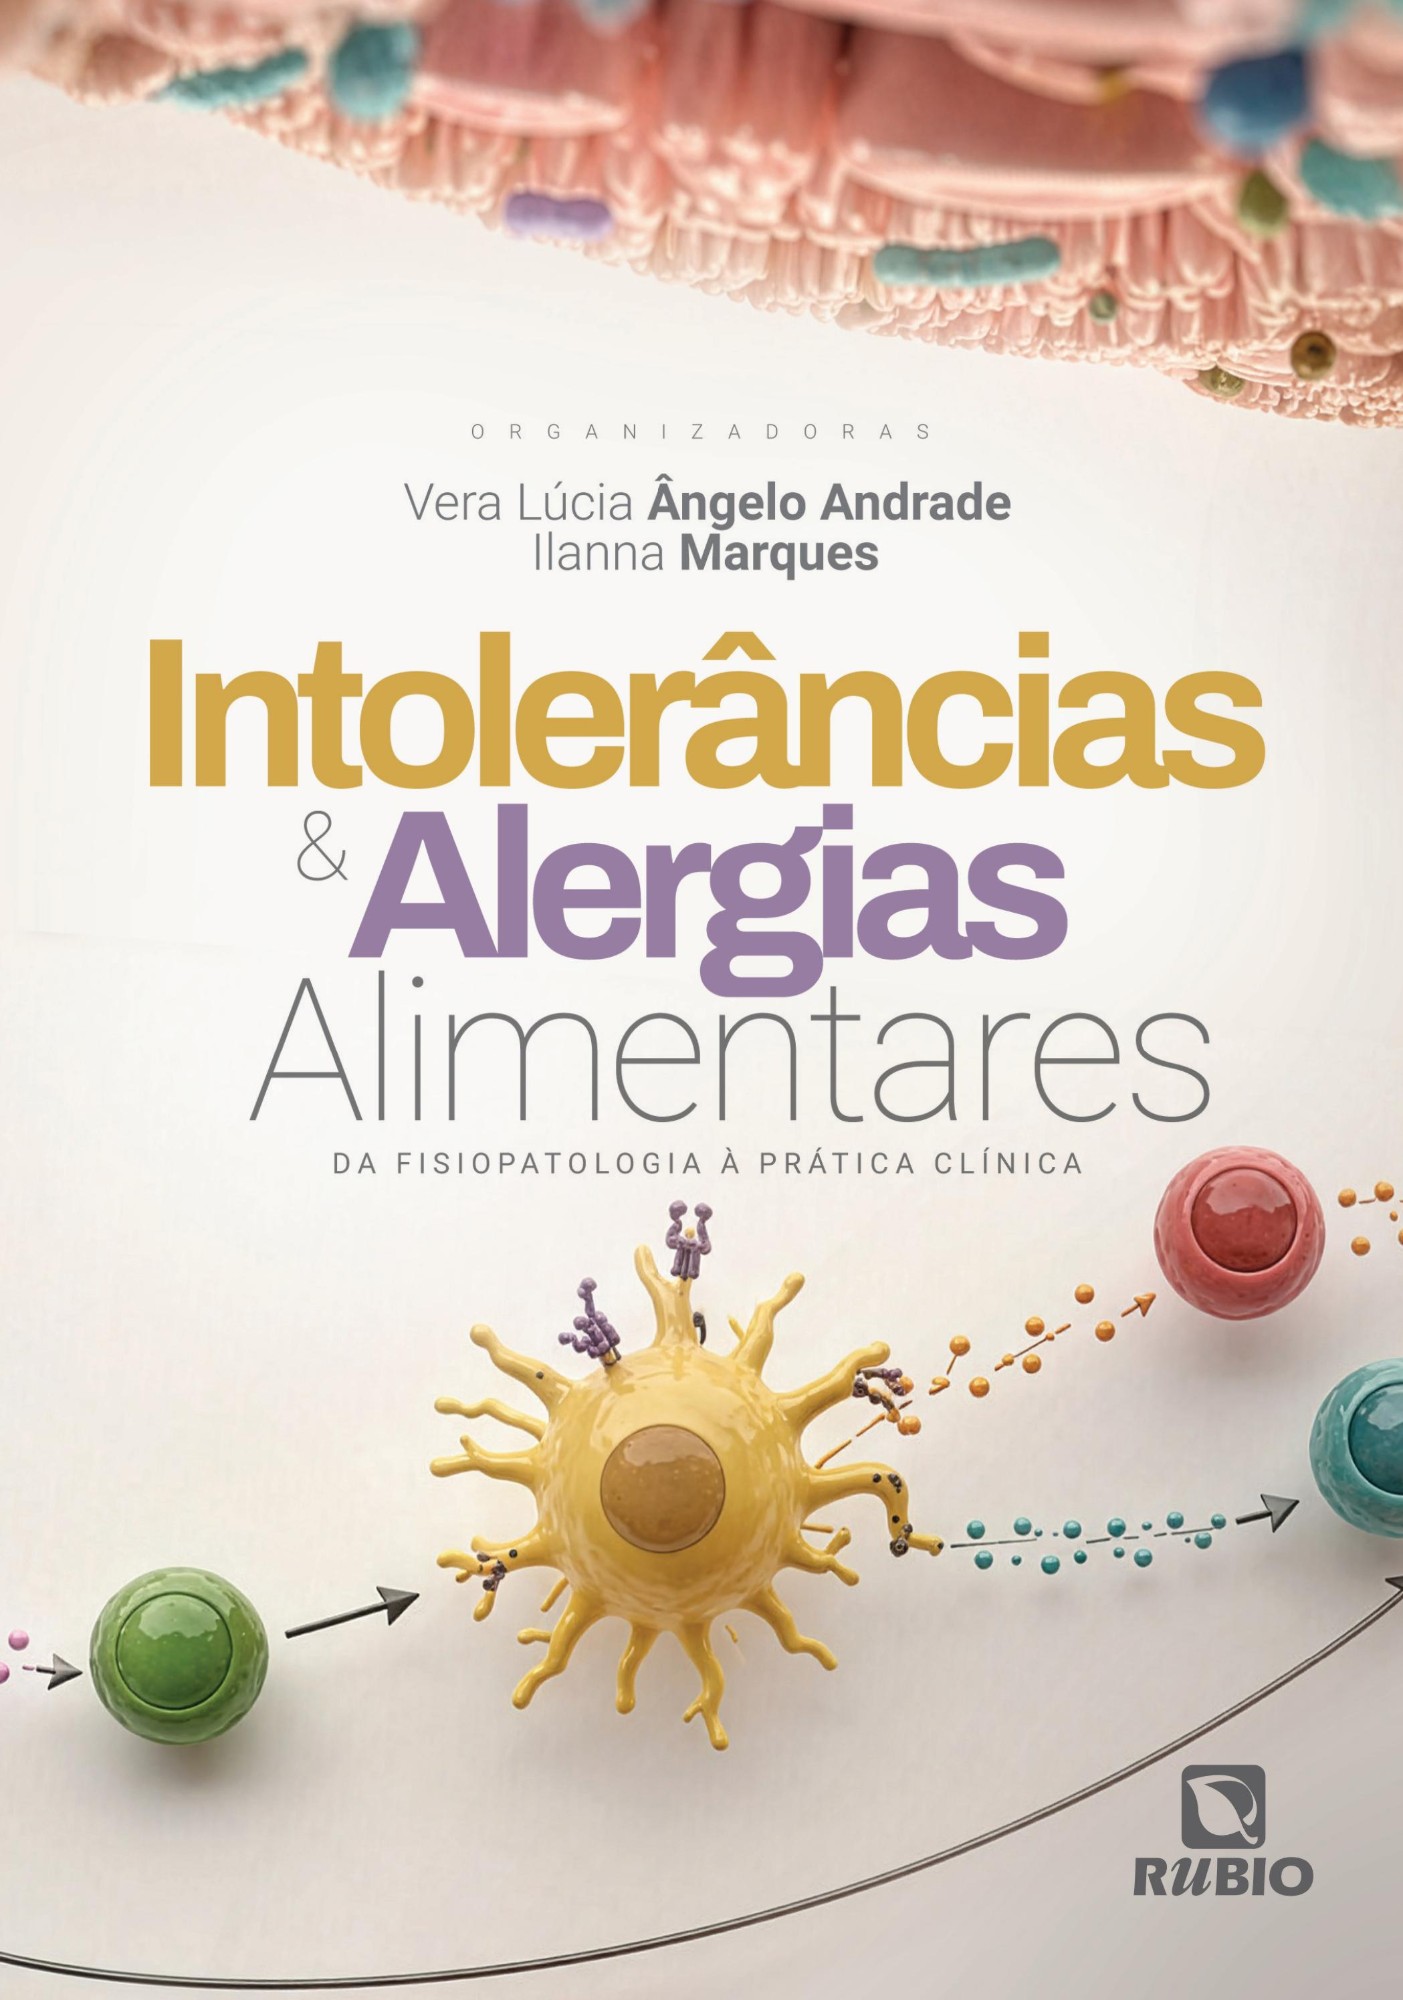 ORGANIZADORAS
Vera Lúcia Ângelo Andrade
Ilanna Marques
Intolerâncias
& Alergias
Alimentares
DA FISIOPATOLOGIA À PRÁTICA CLÍNICA
RUBIO